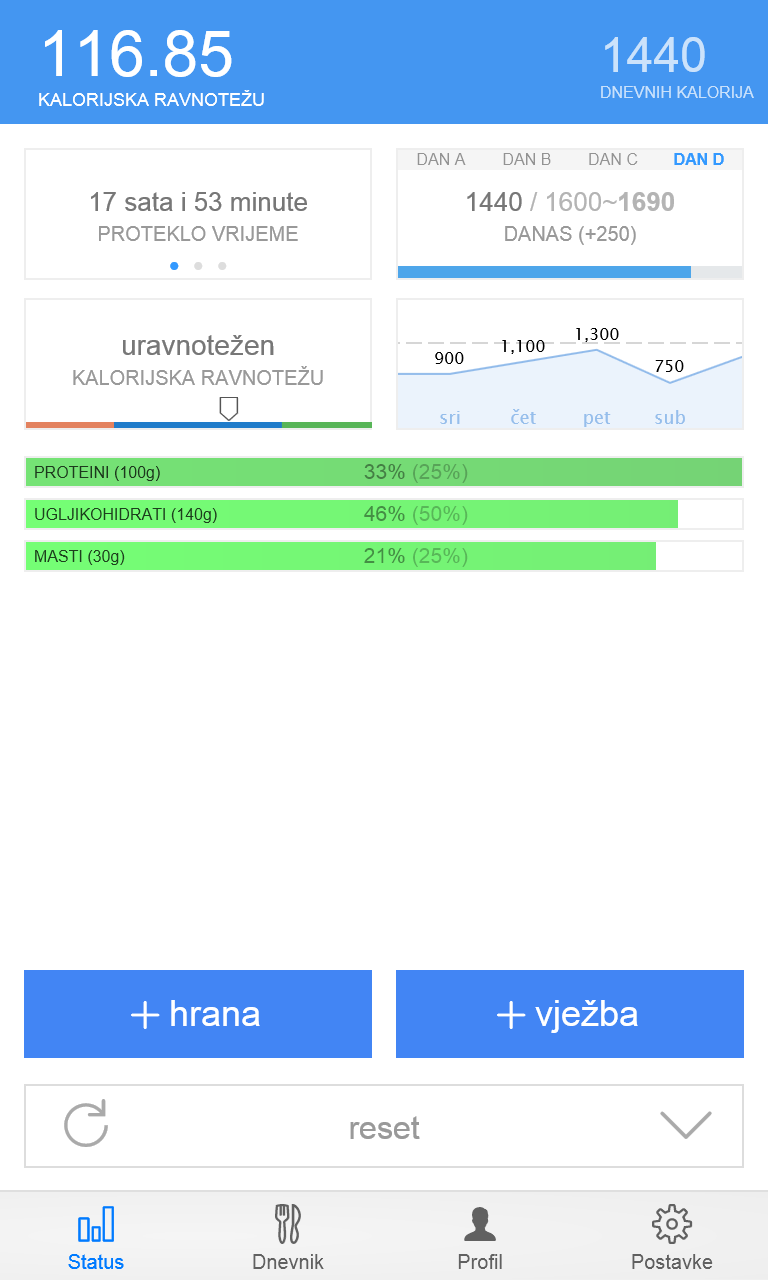 116.85
KALORIJSKA RAVNOTEŽU
1440
DNEVNIH KALORIJA
17 sata i 53 minute
PROTEKLO VRIJEME
DAN A DAN B DAN C DAN D
1440 / 1600~1690
DANAS (+250)
uravnotežen
KALORIJSKA RAVNOTEŽU
900 1,100 1,300 750
sri čet pet sub
PROTEINI (100g) 33% (25%)
UGLJIKOHIDRATI (140g) 46% (50%)
MASTI (30g) 21% (25%)
+ hrana
+ vježba
reset
Status Dnevnik Profil Postavke